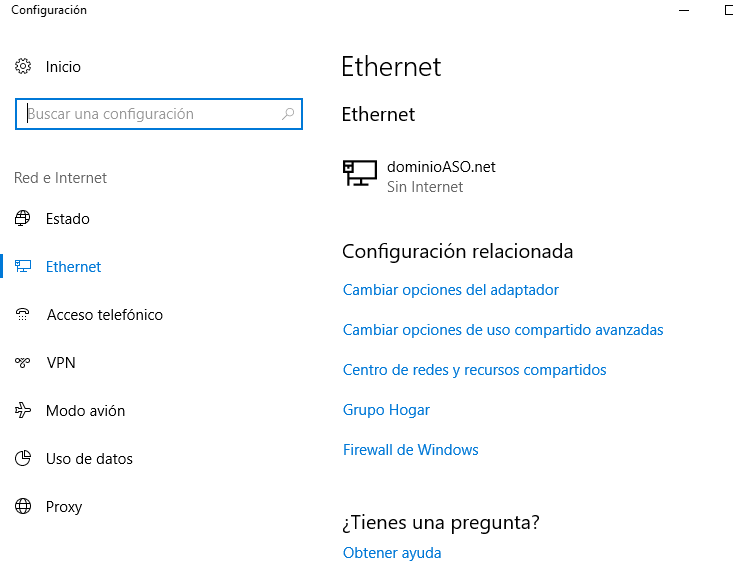 Configuración
Inicio
Buscar una configuración
Red e Internet
Estado
Ethernet
Acceso telefónico
VPN
Modo avión
Uso de datos
Proxy
Ethernet
Ethernet
dominioASO.net
Sin Internet
Configuración relacionada
Cambiar opciones del adaptador
Cambiar opciones de uso compartido avanzadas
Centro de redes y recursos compartidos
Grupo Hogar
Firewall de Windows
¿Tienes una pregunta?
Obtener ayuda